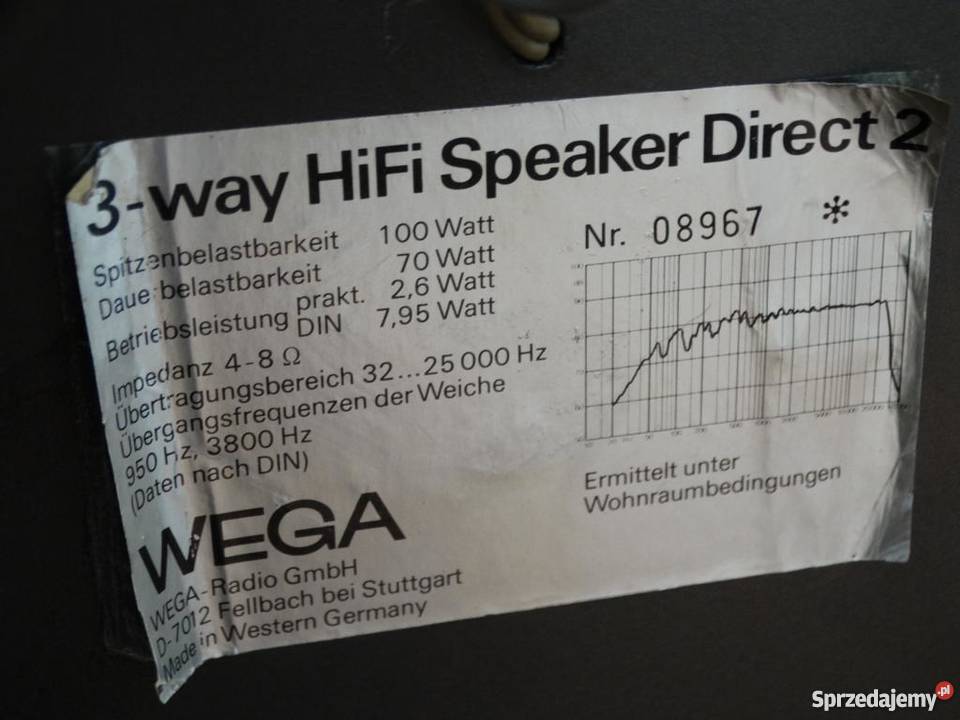 3-way HiFi Speaker Direct 2
Spitzenbelastbarkeit 100 Watt
Dauerbelastbarkeit 70 Watt
Betriebsleistung prakt. 2,6 Watt
DIN 7,95 Watt
Impedanz 4-8 Ω
Übertragungsbereich 32...25 000 Hz
Übergangsfrequenzen der Weiche
950 Hz, 3800 Hz
(Daten nach DIN)
WEGA
WEGA-Radio GmbH
D-7012 Fellbach bei Stuttgart
Made in Western Germany
Nr. 08967 *
Ermittelt unter
Wohnraumbedingungen
Sprzedajemy.pl